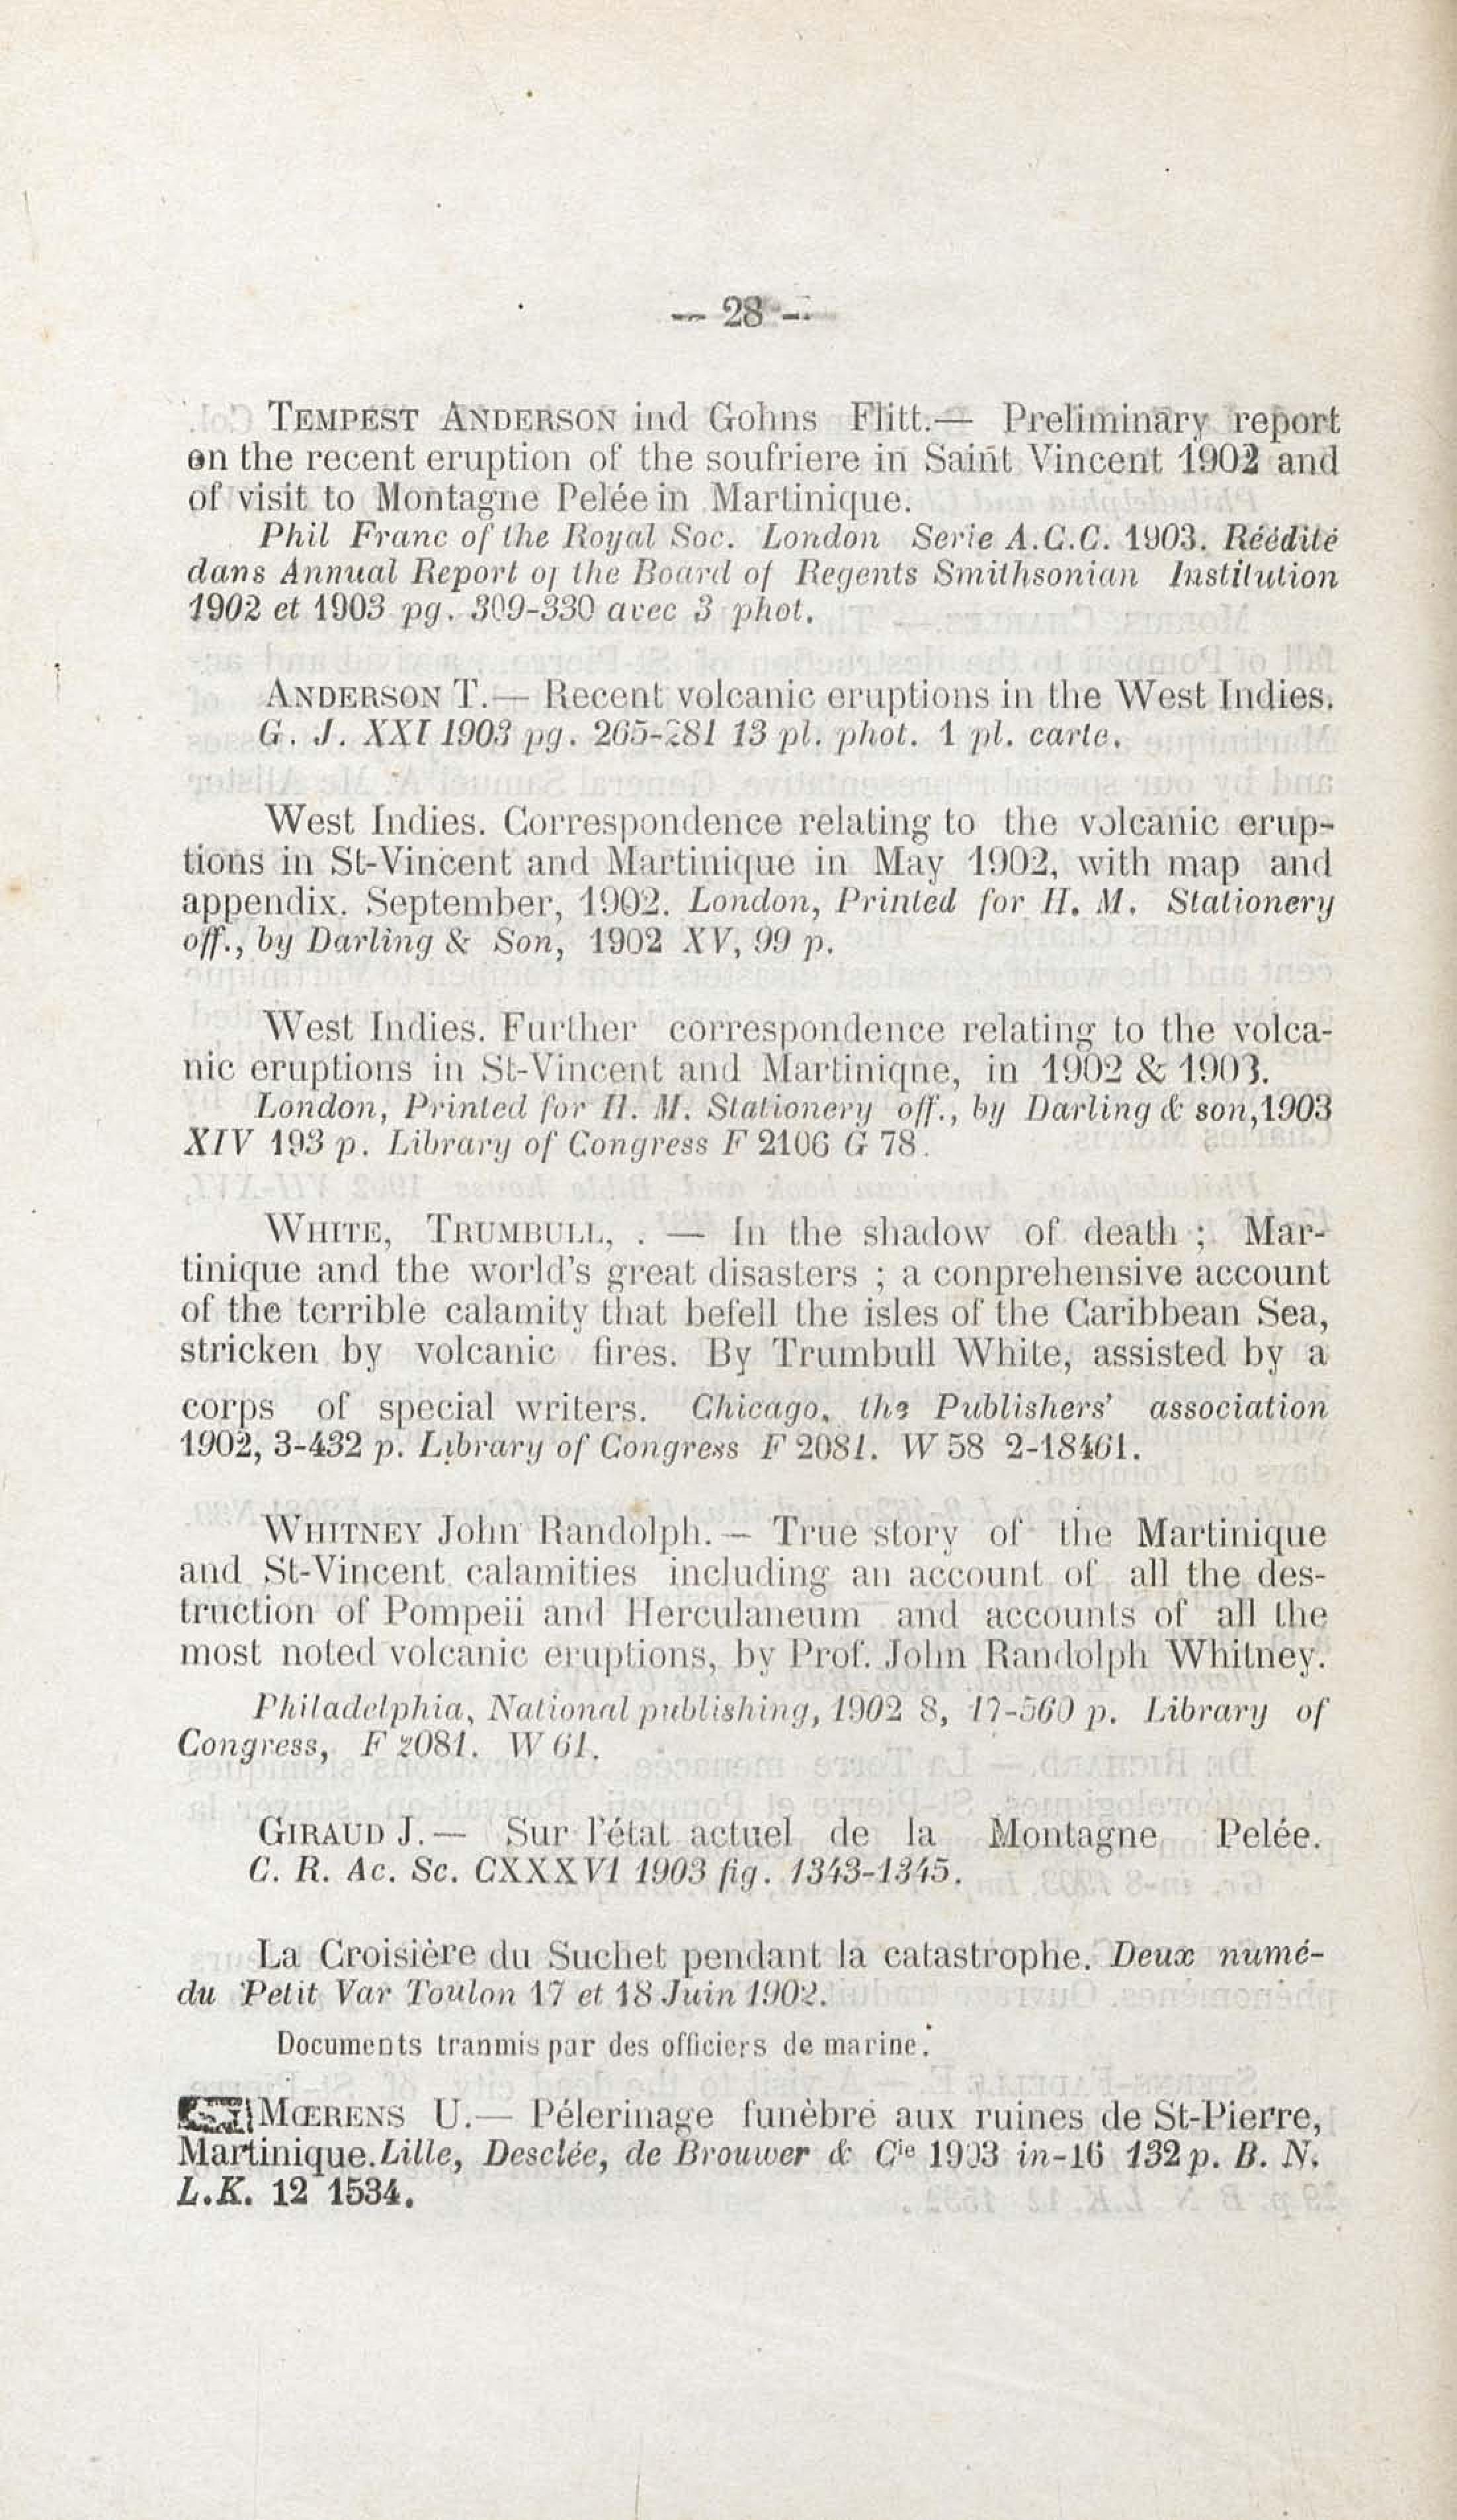 — 28 —
TEMPEST ANDERSON ind Gohns Flitt.— Preliminary report
on the recent eruption of the soufriere in Saint Vincent 1902 and
of visit to Montagne Pelée in Martinique.
Phil Franc of the Royal Soc. London Serie A.C.C. 1903. Réédité
dans Annual Report of the Board of Regents Smithsonian Institution
1902 et 1903 pg. 309-330 avec 3 phot.
ANDERSON T.— Recent volcanic eruptions in the West Indies.
G. J. XXI 1903 pg. 265-281 13 pl. phot. 1 pl. carte.
West Indies. Correspondence relating to the volcanic erup-
tions in St-Vincent and Martinique in May 1902, with map and
appendix. September, 1902. London, Printed for H. M. Stationery
off., by Darling & Son, 1902 XV, 99 p.
West Indies. Further correspondence relating to the volca-
nic eruptions in St-Vincent and Martiniqne, in 1902 & 1903.
London, Printed for H. M. Stationery off., by Darling & son, 1903
XIV 193 p. Library of Congress F 2106 G 78.
WHITE, TRUMBULL, . — In the shadow of death ; Mar-
tinique and the world's great disasters ; a conprehensive account
of the terrible calamity that befell the isles of the Caribbean Sea,
stricken by volcanic fires. By Trumbull White, assisted by a
corps of special writers. Chicago, the Publishers' association
1902, 3-432 p. Library of Congress F 2081. W 58 2-18461.
WHITNEY John Randolph. — True story of the Martinique
and St-Vincent calamities including an account of all the des-
truction of Pompeii and Herculaneum and accounts of all the
most noted volcanic eruptions, by Prof. John Randolph Whitney.
Philadelphia, National publishing, 1902 8, 17-560 p. Library of
Congress, F 2081. W 61.
GIRAUD J.— Sur l'état actuel de la Montagne Pelée.
C. R. Ac. Sc. CXXXVI 1903 fig. 1343-1345.
La Croisière du Suchet pendant la catastrophe. Deux numé-
du Petit Var Toulon 17 et 18 Juin 1902.
Documents tranmis par des officiers de marine.
MŒRENS U.— Pélerinage funèbre aux ruines de St-Pierre,
Martinique. Lille, Desclée, de Brouwer & Cie 1903 in-16 132 p. B. N.
L.K. 12 1534.